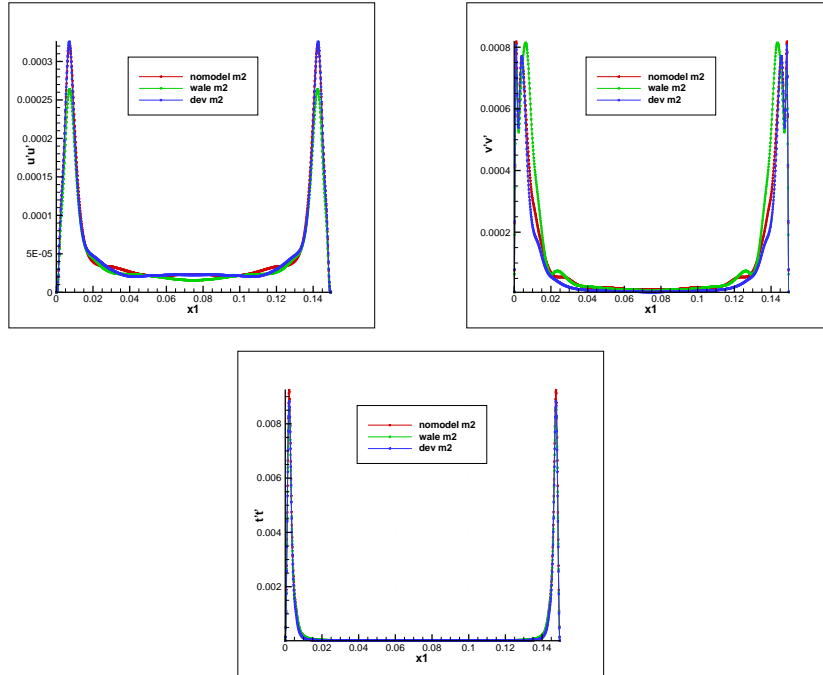 u'u'
0.0003
0.00025
0.0002
0.00015
0.0001
5E-05
0
nomodel m2
wale m2
dev m2
0 0.02 0.04 0.06 0.08 0.1 0.12 0.14
x1
v'v'
0.0008
0.0006
0.0004
0.0002
nomodel m2
wale m2
dev m2
0 0.02 0.04 0.06 0.08 0.1 0.12 0.14
x1
t't'
0.008
0.006
0.004
0.002
nomodel m2
wale m2
dev m2
0 0.02 0.04 0.06 0.08 0.1 0.12 0.14
x1